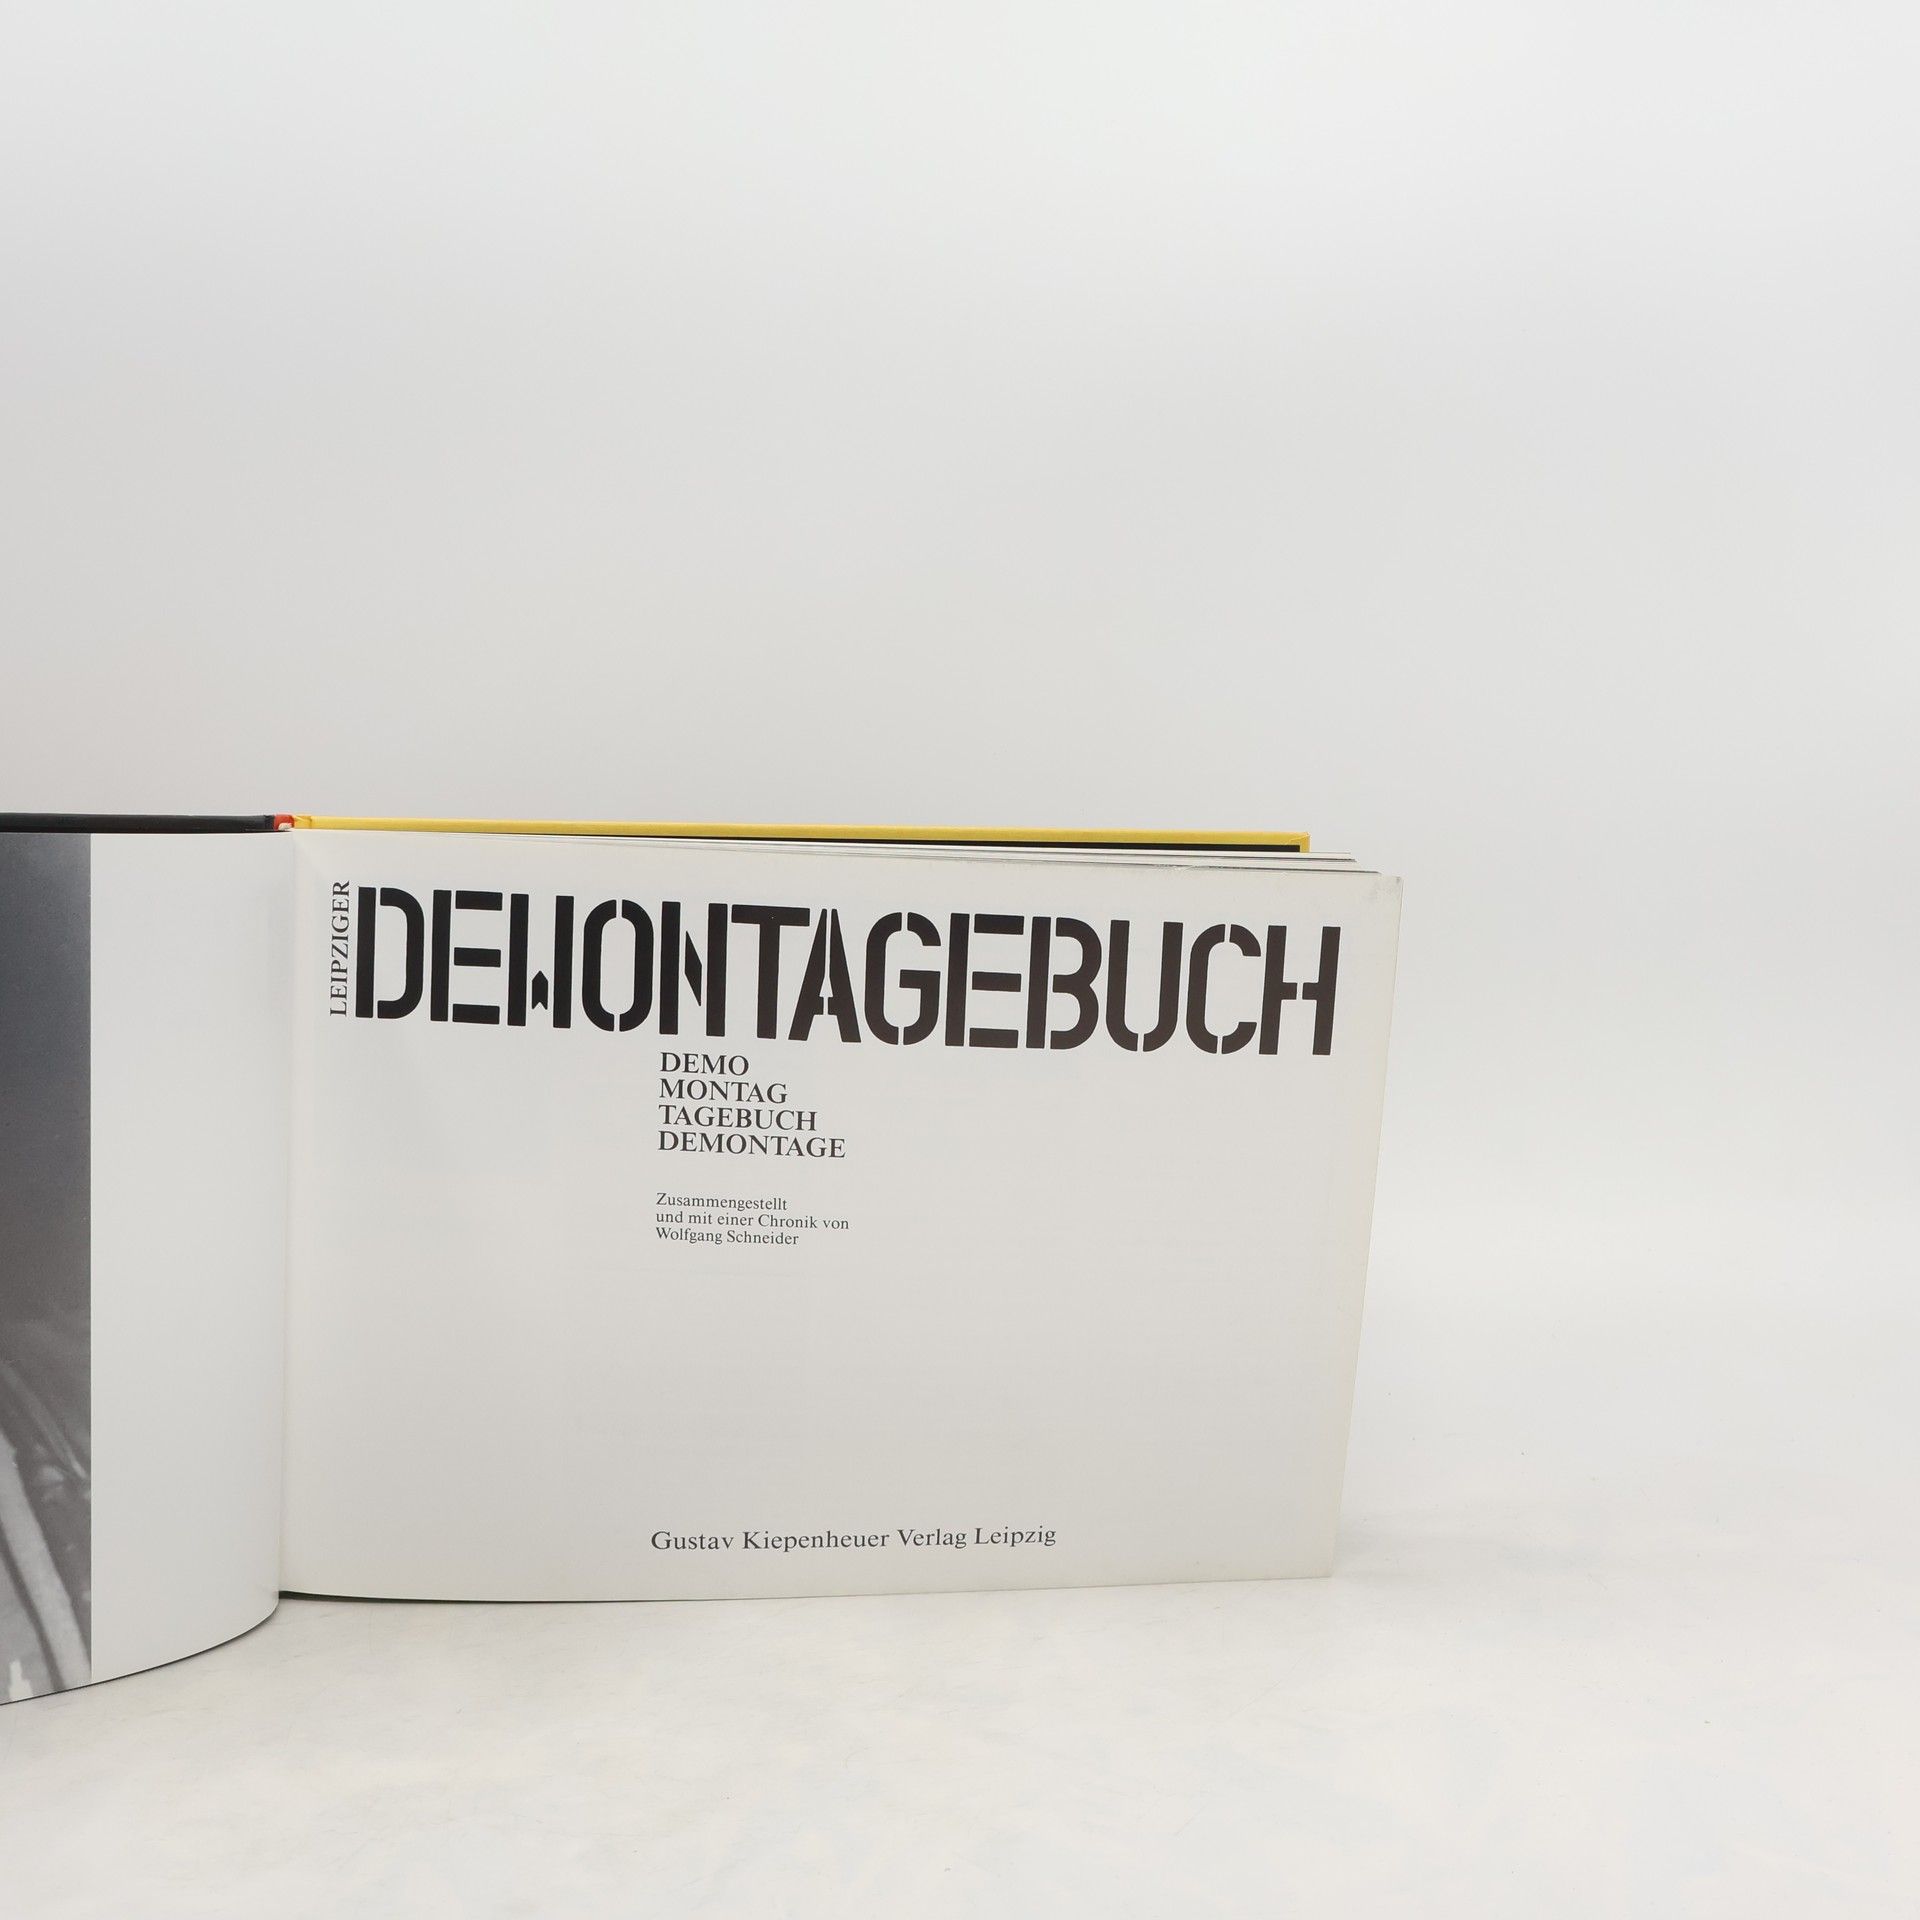 LEIPZIGER
DEMONTAGEBUCH
DEMO
MONTAG
TAGEBUCH
DEMONTAGE
Zusammengestellt
und mit einer Chronik von
Wolfgang Schneider
Gustav Kiepenheuer Verlag Leipzig